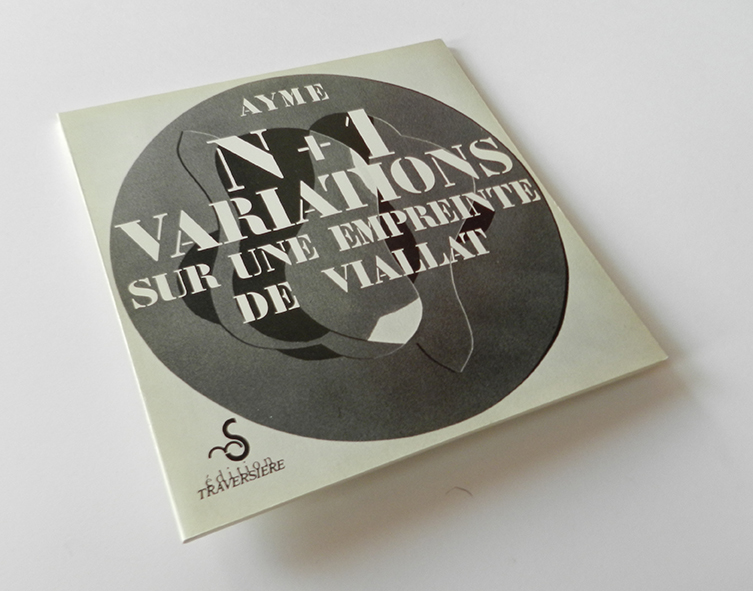 AYME
N+1
VARIATIONS
SUR UNE EMPREINTE
DE VIALLAT
édition
TRAVERSIERE